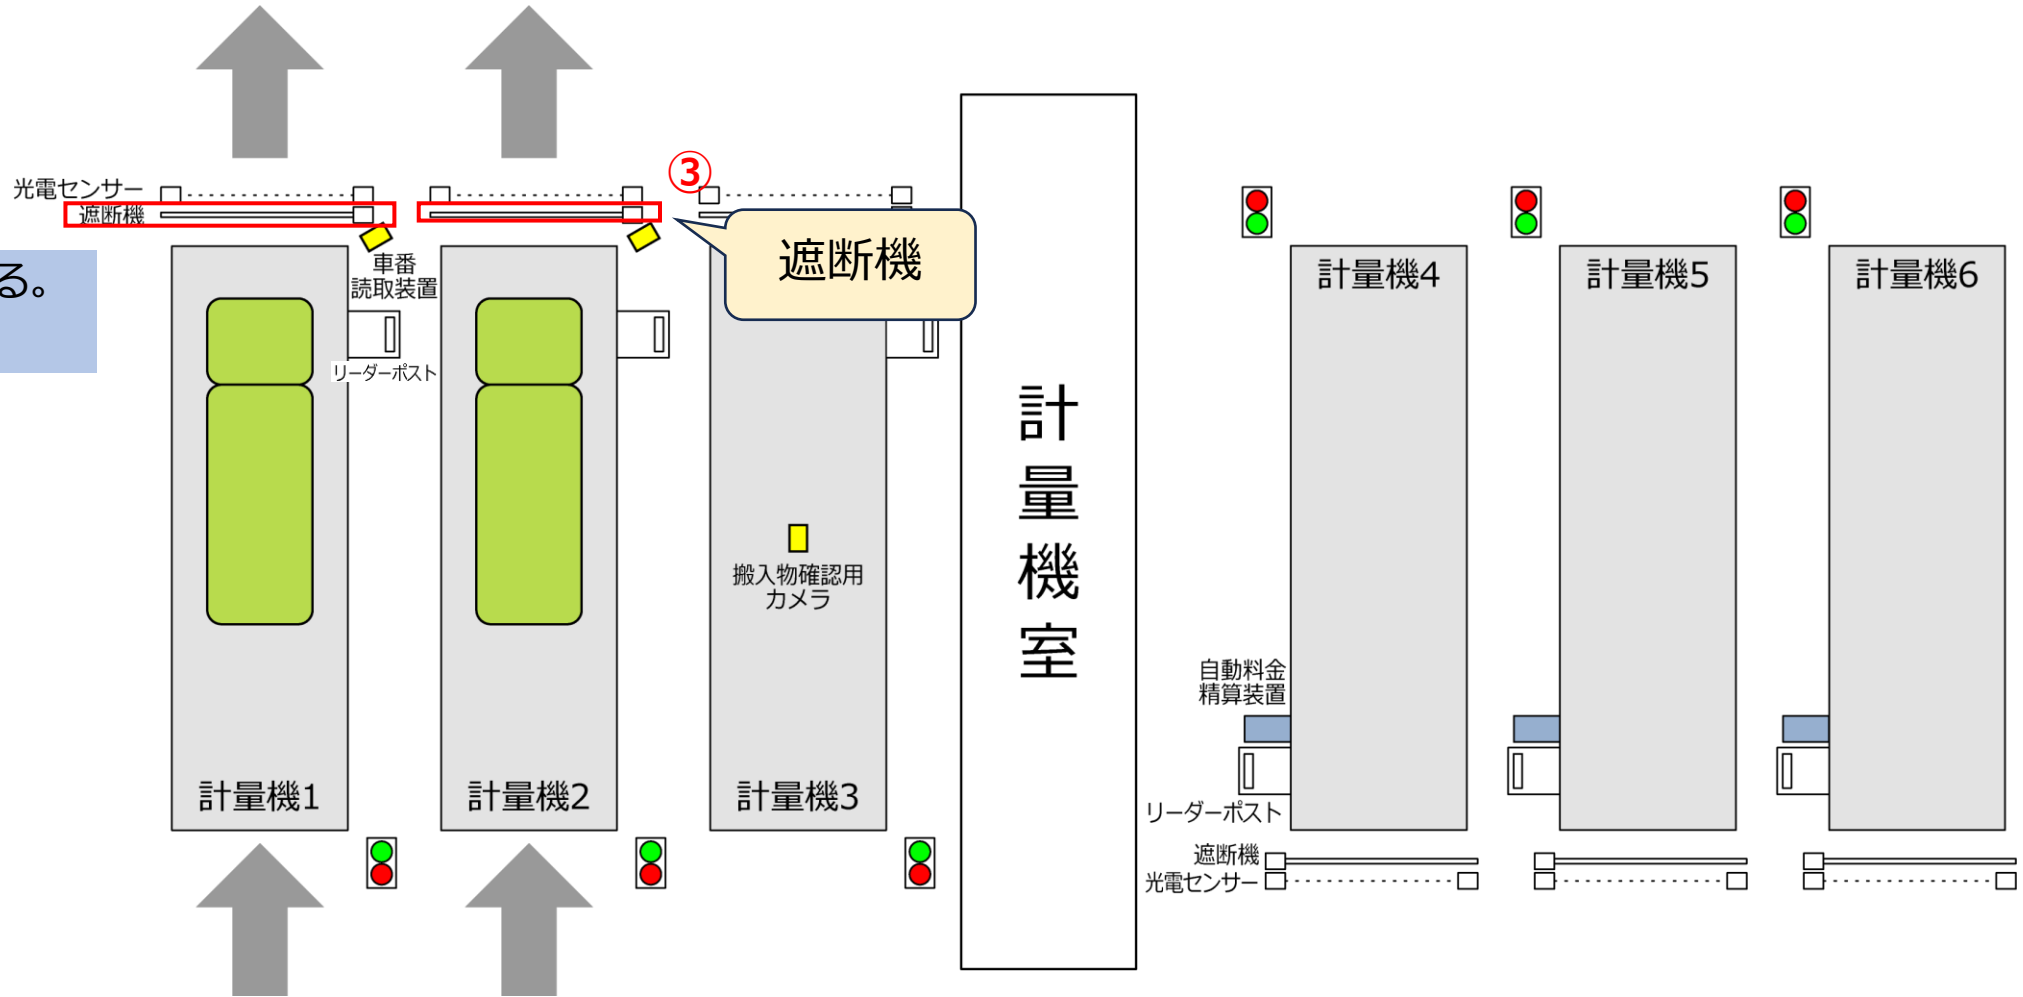 ③
光電センサー
遮断機
遮断機
る。
車番
読取装置
リーダーポスト
計量機4
計量機5
計量機6
計
量
機
室
搬入物確認用
カメラ
自動料金
精算装置
計量機1
計量機2
計量機3
リーダーポスト
遮断機
光電センサー